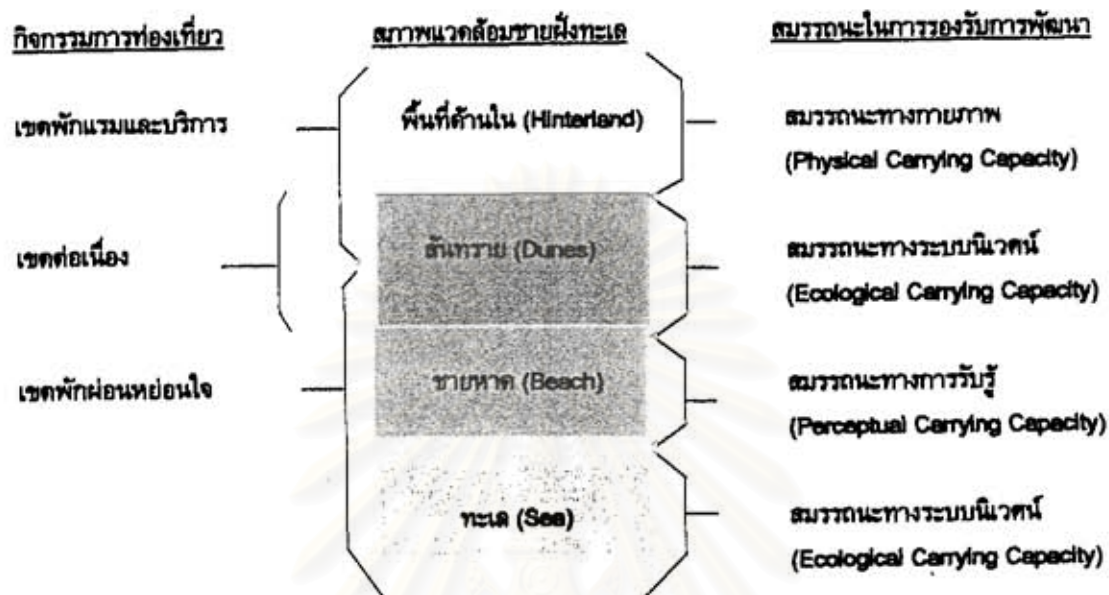 กิจกรรมการท่องเที่ยว
สภาพแวดล้อมชายฝั่งทะเล
สมรรถนะในการรองรับการพัฒนา
เขตพักแรมและบริการ
พื้นที่ด้านใน (Hinterland)
สมรรถนะทางกายภาพ
(Physical Carrying Capacity)
เขตต่อเนื่อง
สันทราย (Dunes)
สมรรถนะทางระบบนิเวศน์
(Ecological Carrying Capacity)
เขตพักผ่อนหย่อนใจ
ชายหาด (Beach)
สมรรถนะทางการรับรู้
(Perceptual Carrying Capacity)
ทะเล (Sea)
สมรรถนะทางระบบนิเวศน์
(Ecological Carrying Capacity)